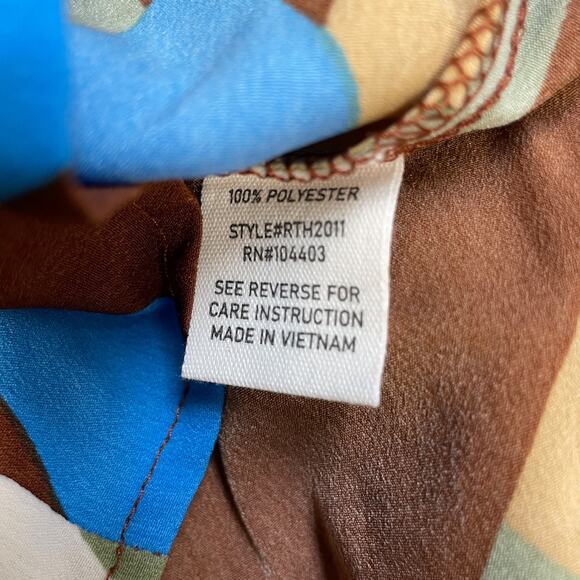 100% POLYESTER
STYLE#RTH2011
RN#104403
SEE REVERSE FOR
CARE INSTRUCTION
MADE IN VIETNAM